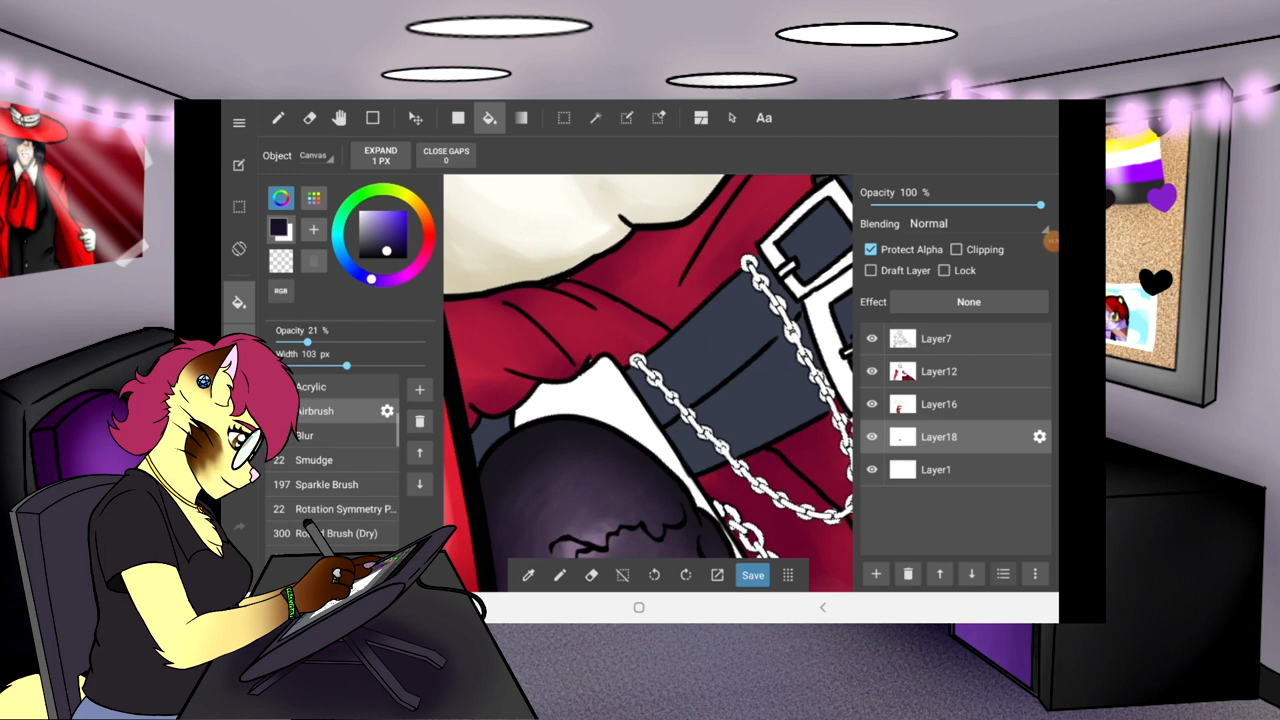 Aa
Object Canvas
EXPAND
1 PX
CLOSE GAPS
0
RGB
Opacity 21 %
Width 103 px
Acrylic
Airbrush
Blur
22 Smudge
197 Sparkle Brush
22 Rotation Symmetry P...
300 Brush (Dry)
Save
Opacity 100 %
Blending Normal
Protect Alpha Clipping
Draft Layer Lock
Effect None
Layer7
Layer12
Layer16
Layer18
Layer1